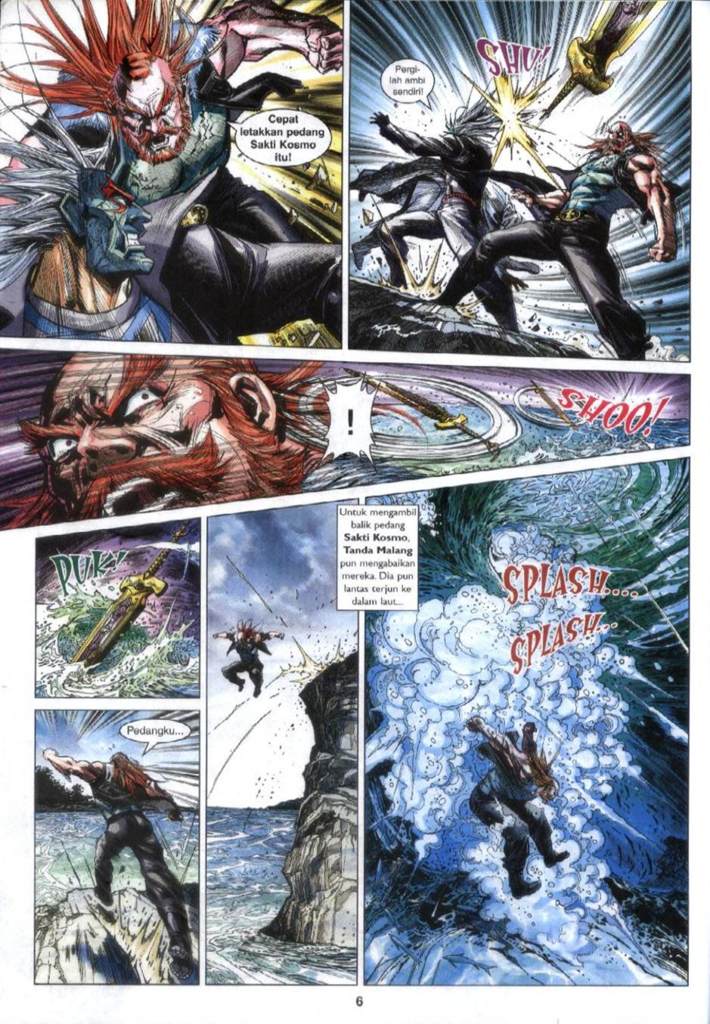 Cepat
letakkan pedang
Sakti Kosmo
itu!
Pergi-
lah ambi
sendiri!
SHU!
!
SHOO!
PUK!
Pedangku...
Untuk mengambil
balik pedang
Sakti Kosmo,
Tanda Malang
pun mengabaikan
mereka. Dia pun
lantas terjun ke
dalam laut...
SPLASH...
SPLASH...
6